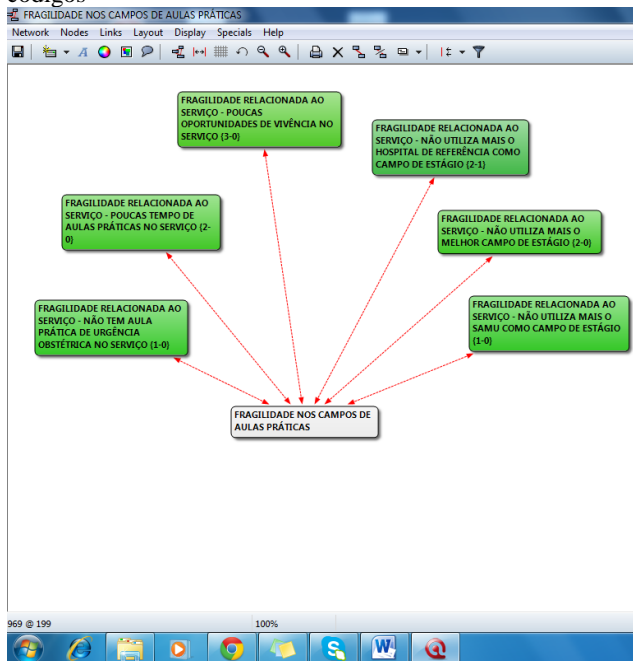 códigos
FRAGILIDADE NOS CAMPOS DE AULAS PRÁTICAS
Network Nodes Links Layout Display Specials Help
FRAGILIDADE RELACIONADA AO
SERVIÇO - POUCAS
OPORTUNIDADES DE VIVÊNCIA NO
SERVIÇO (3-0)
FRAGILIDADE RELACIONADA AO
SERVIÇO - NÃO UTILIZA MAIS O
HOSPITAL DE REFERÊNCIA COMO
CAMPO DE ESTÁGIO (2-1)
FRAGILIDADE RELACIONADA AO
SERVIÇO - POUCAS TEMPO DE
AULAS PRÁTICAS NO SERVIÇO (2-
0)
FRAGILIDADE RELACIONADA AO
SERVIÇO - NÃO UTILIZA MAIS O
MELHOR CAMPO DE ESTÁGIO (2-0)
FRAGILIDADE RELACIONADA AO
SERVIÇO - NÃO TEM AULA
PRÁTICA DE URGÊNCIA
OBSTÉTRICA NO SERVIÇO (1-0)
FRAGILIDADE RELACIONADA AO
SERVIÇO - NÃO UTILIZA MAIS O
SAMU COMO CAMPO DE ESTÁGIO
(1-0)
FRAGILIDADE NOS CAMPOS DE
AULAS PRÁTICAS
969 @ 199
100%